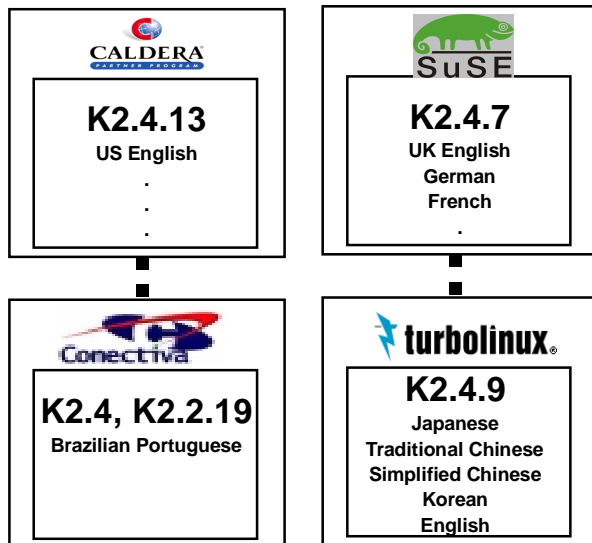 CALDERA
PARTNER PROGRAM
K2.4.13
US English
.
.
.
SuSE
K2.4.7
UK English
German
French
.
Conectiva
K2.4, K2.2.19
Brazilian Portuguese
turbolinux®
K2.4.9
Japanese
Traditional Chinese
Simplified Chinese
Korean
English